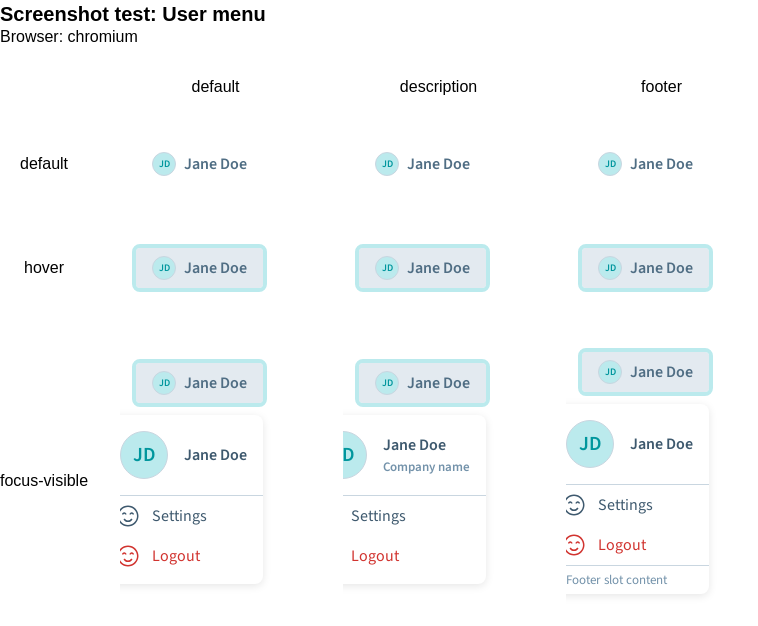 Screenshot test: User menu
Browser: chromium
default description footer
default JD Jane Doe JD Jane Doe JD Jane Doe
hover JD Jane Doe JD Jane Doe JD Jane Doe
focus-visible
JD Jane Doe
JD Jane Doe
Settings
Logout
JD Jane Doe
D Jane Doe
Company name
Settings
Logout
JD Jane Doe
JD Jane Doe
Settings
Logout
Footer slot content